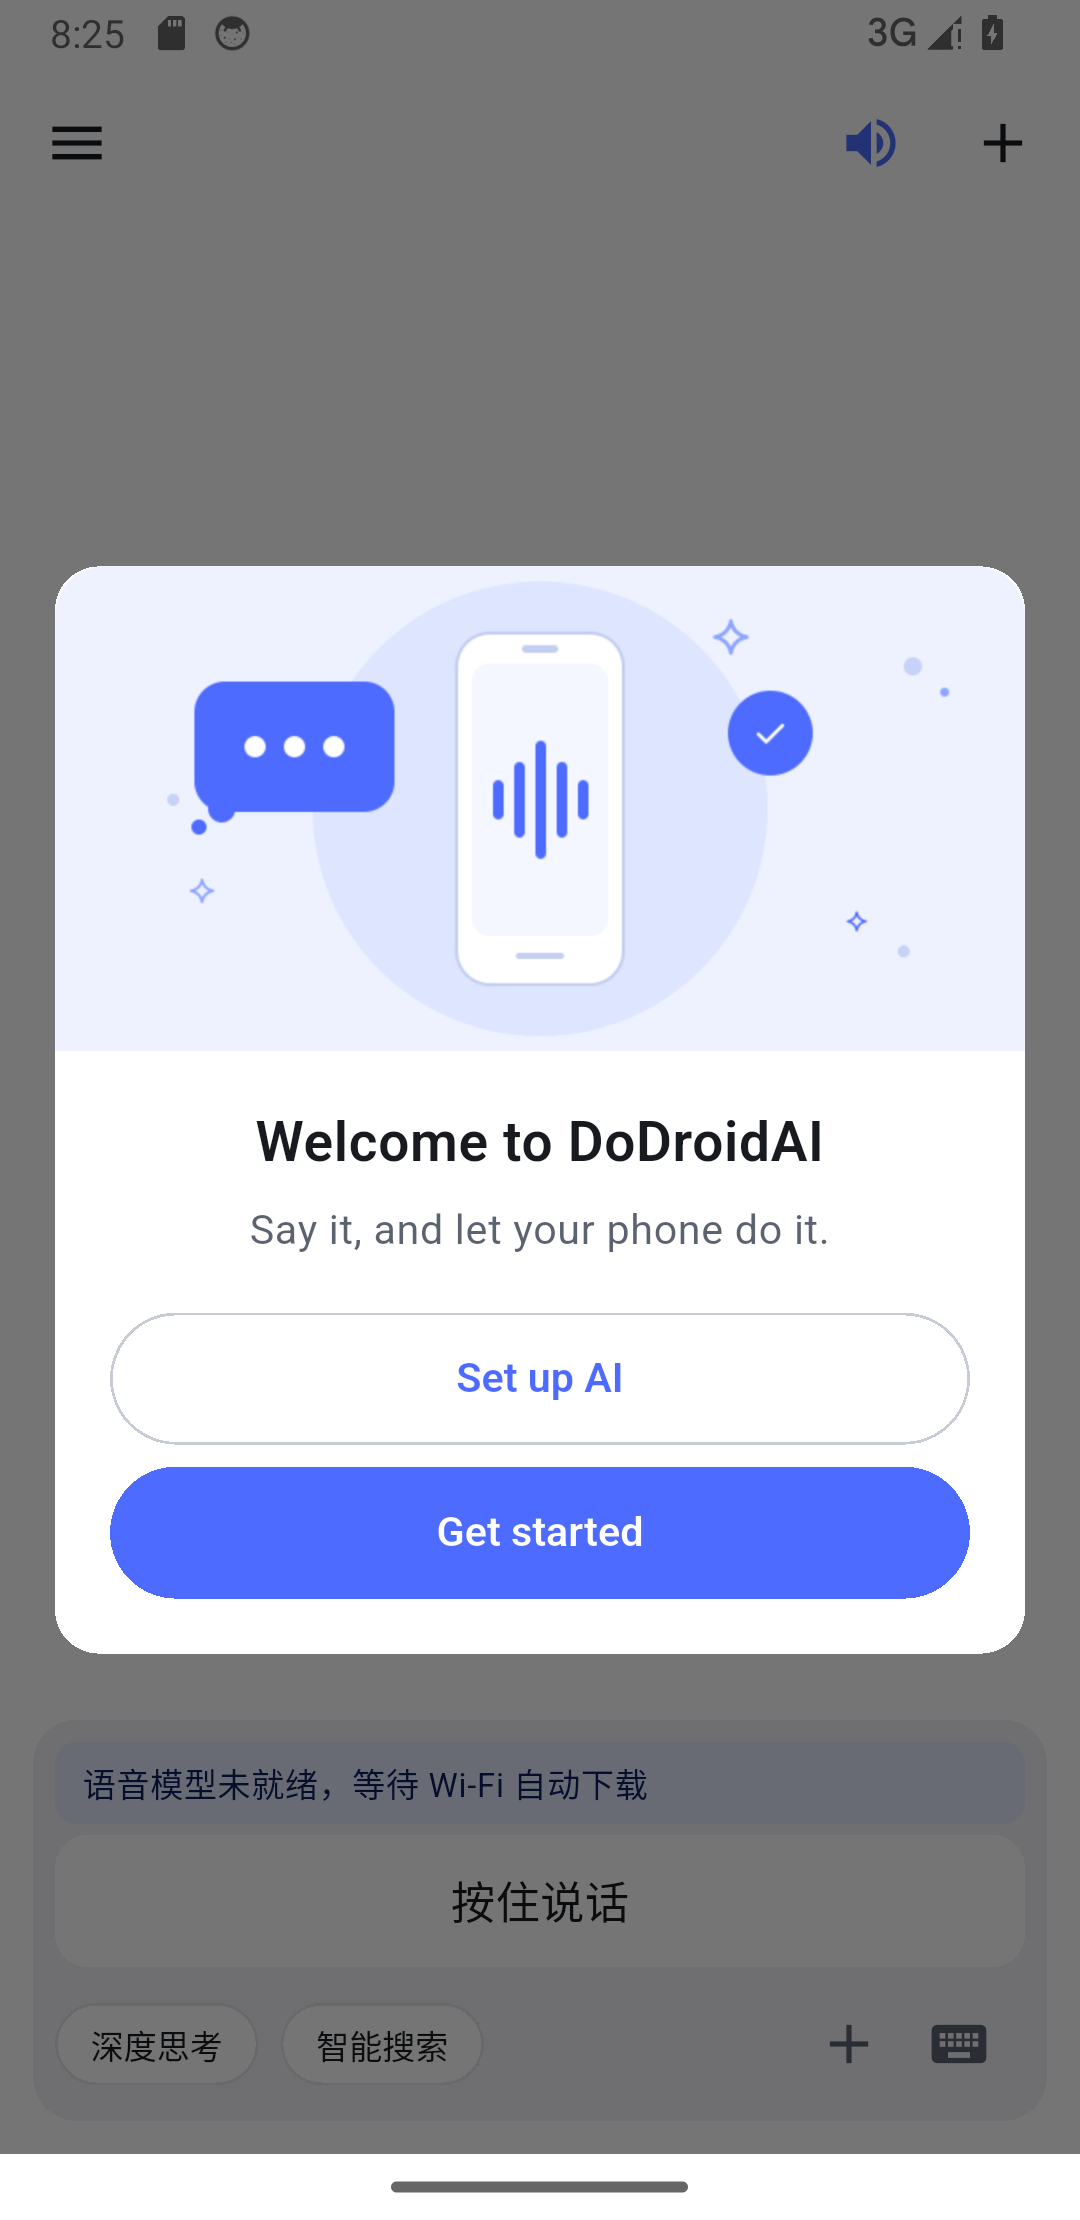 8:25
3G
Welcome to DoDroidAI
Say it, and let your phone do it.
Set up AI
Get started
语音模型未就绪，等待 Wi-Fi 自动下载
按住说话
深度思考 智能搜索